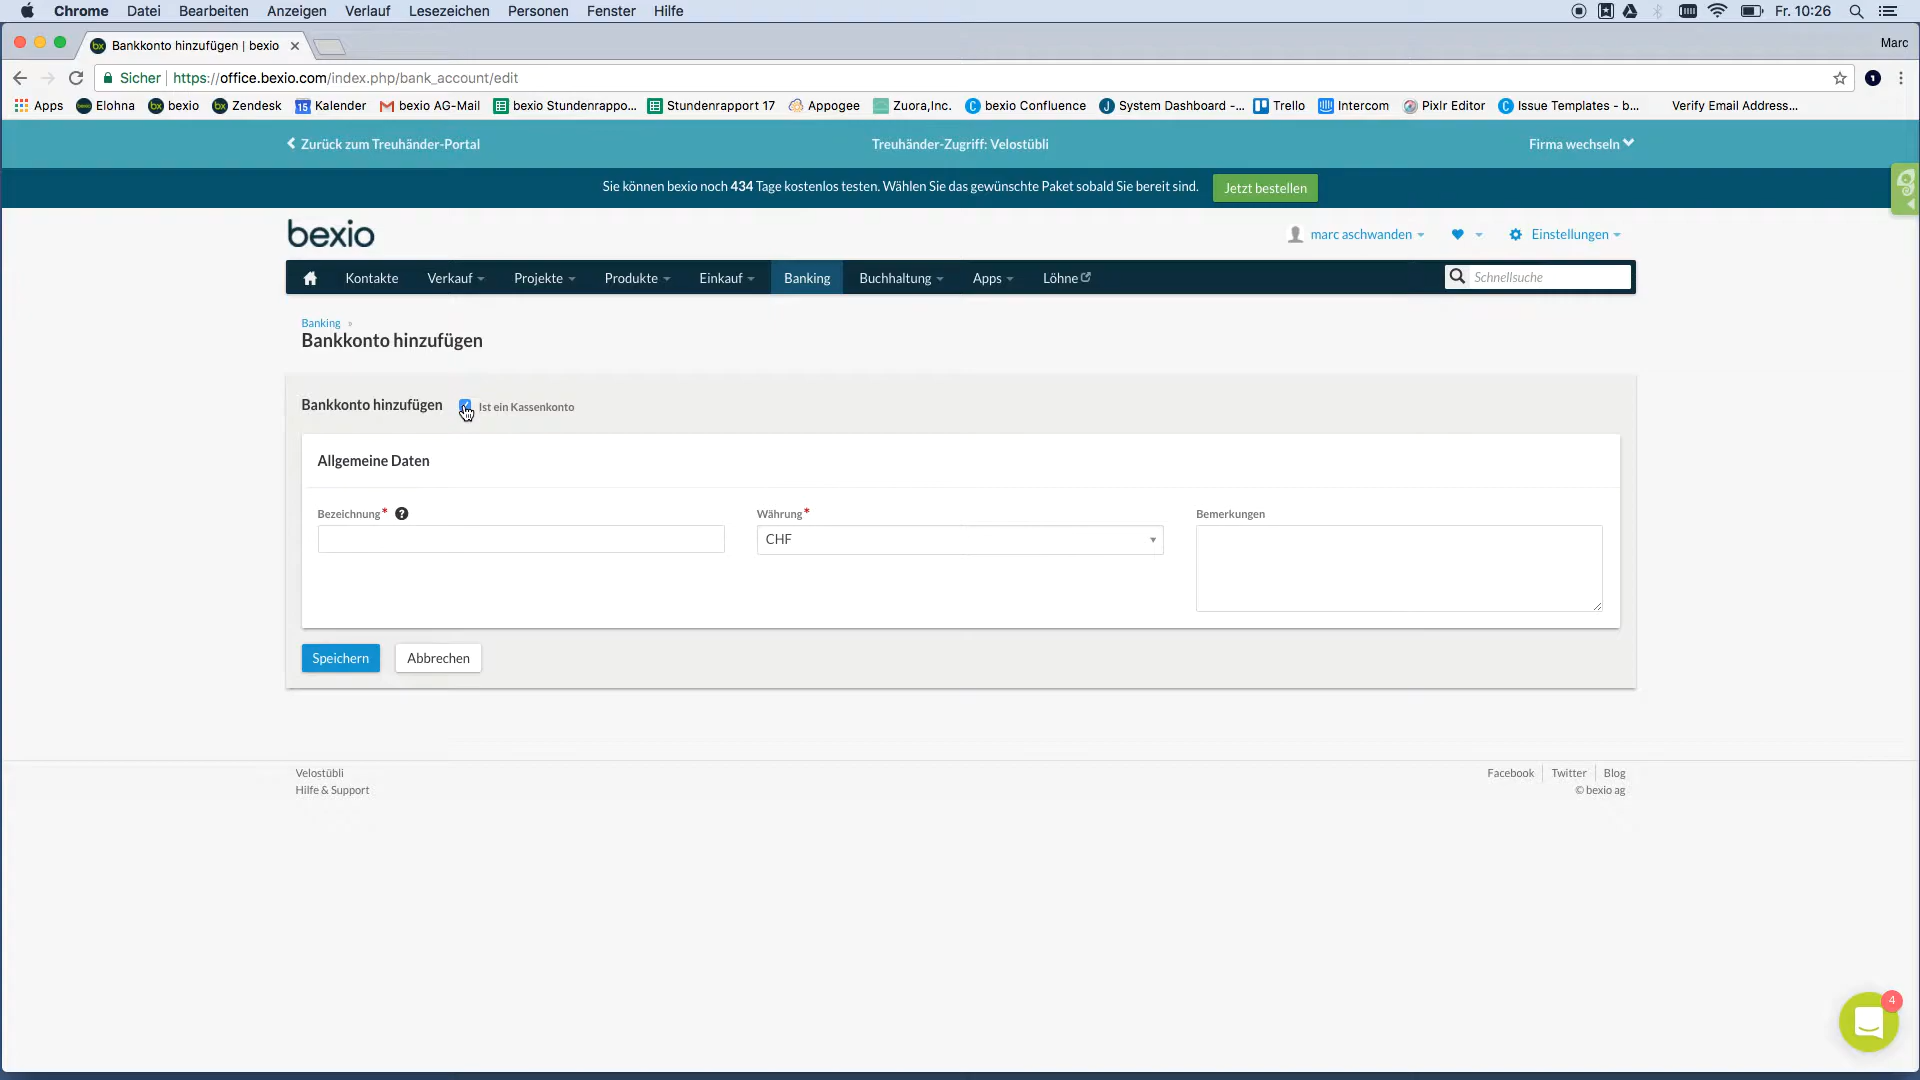 Chrome Datei Bearbeiten Anzeigen Verlauf Lesezeichen Personen Fenster Hilfe Fr. 10:26
Bankkonto hinzufügen | bexio Marc
Sicher https://office.bexio.com/index.php/bank_account/edit
Apps Elohna bexio Zendesk Kalender bexio AG-Mail bexio Stundenrappo... Stundenrapport 17 Appogee Zuora,Inc. bexio Confluence System Dashboard -... Trello Intercom Pixlr Editor Issue Templates - b... Verify Email Address...
Zurück zum Treuhänder-Portal Treuhänder-Zugriff: Velostübli Firma wechseln
Sie können bexio noch 434 Tage kostenlos testen. Wählen Sie das gewünschte Paket sobald Sie bereit sind. Jetzt bestellen
bexio marc aschwanden Einstellungen
Kontakte Verkauf Projekte Produkte Einkauf Banking Buchhaltung Apps Löhne Schnellsuche
Banking »
Bankkonto hinzufügen
Bankkonto hinzufügen Ist ein Kassenkonto
Allgemeine Daten
Bezeichnung* ? Währung* Bemerkungen
CHF
Speichern Abbrechen
Velostübli Facebook Twitter Blog
Hilfe & Support © bexio ag
4